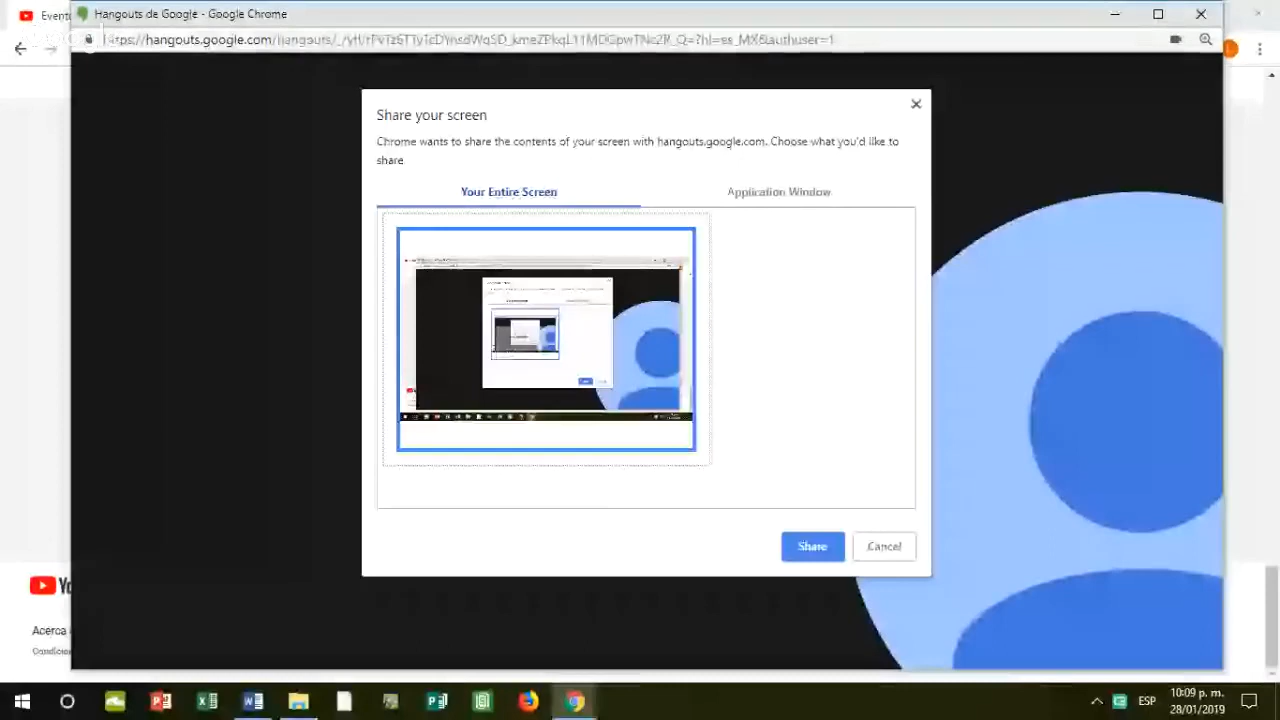 Event
Hangouts de Google - Google Chrome
Share your screen
Chrome wants to share the contents of your screen with hangouts.google.com. Choose what you'd like to
share
Your Entire Screen
Application Window
Share
Cancel
Acerca
ESP
10:09 p. m.
28/01/2019